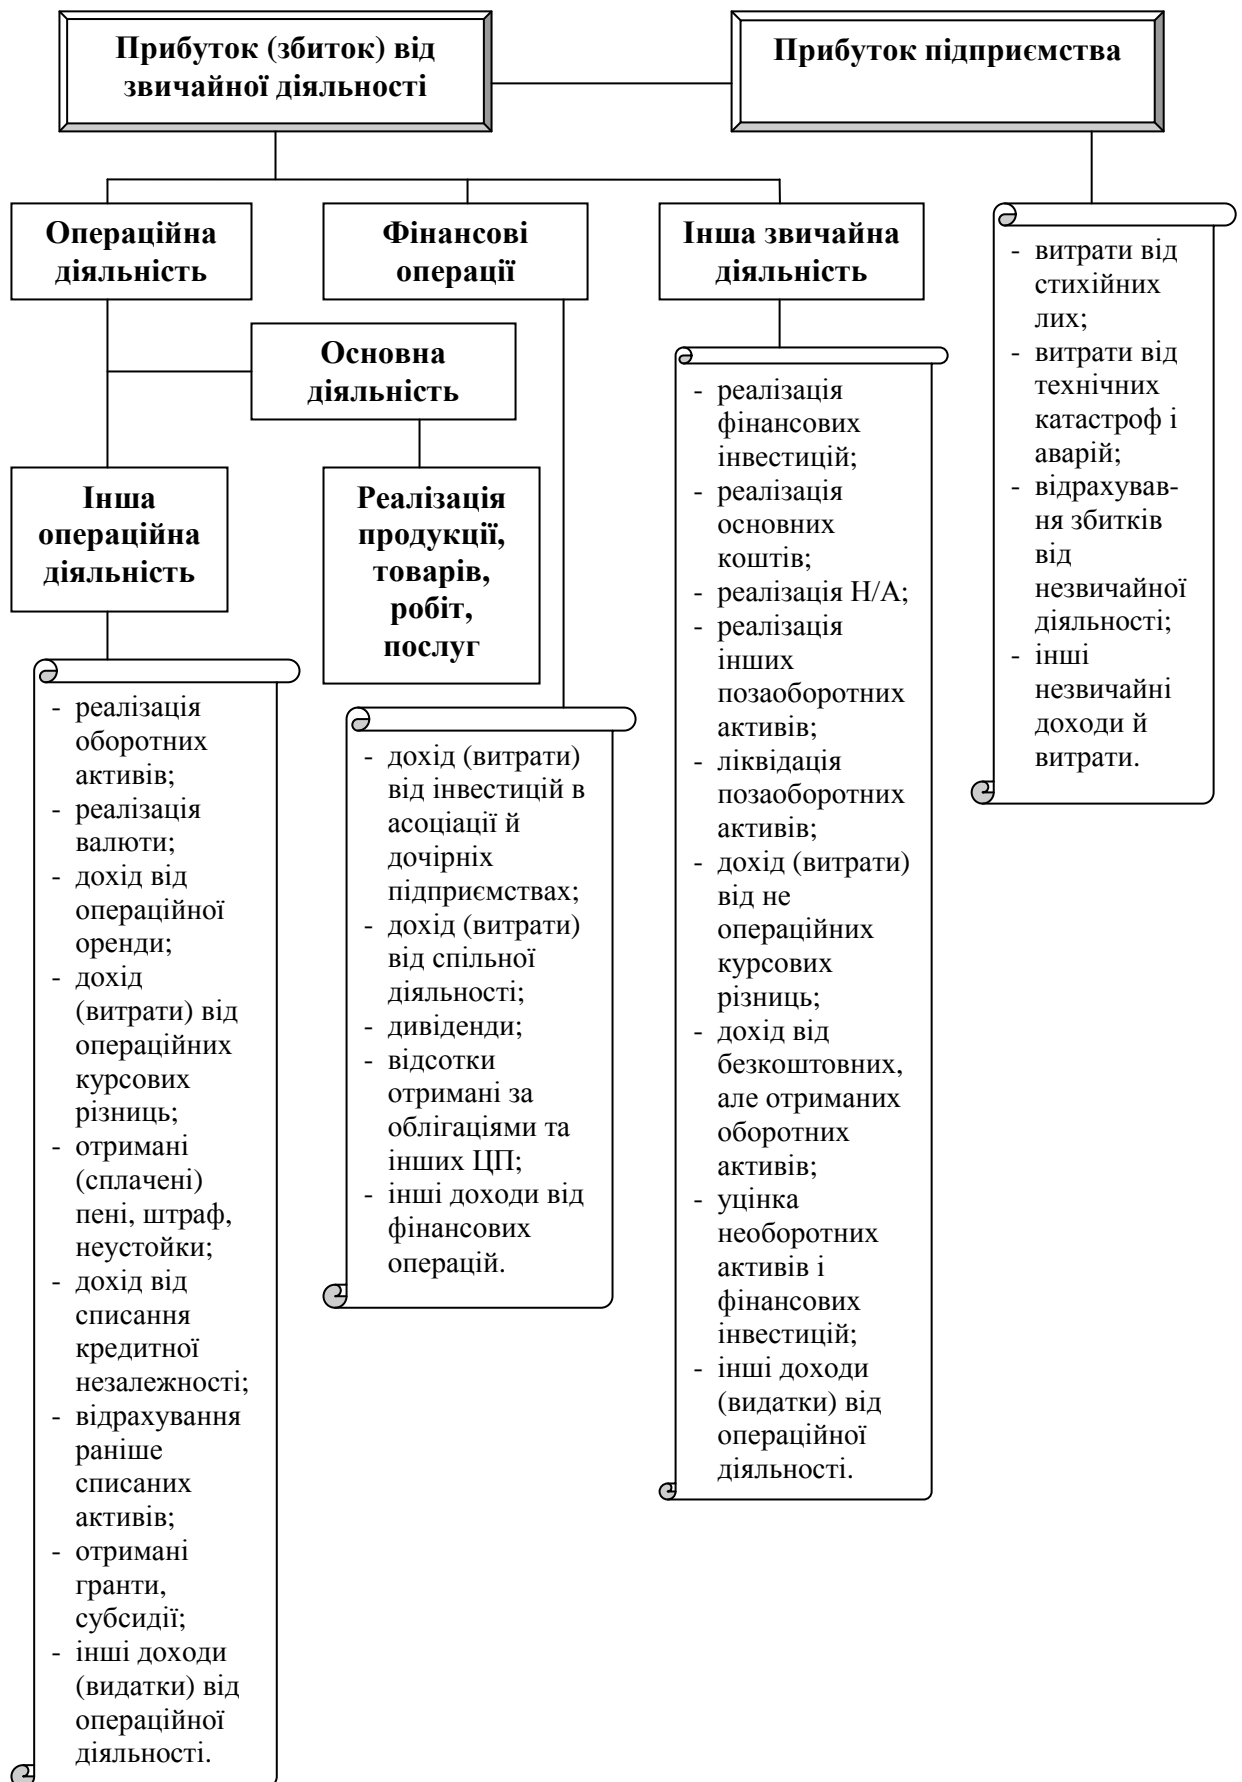 Прибуток (збиток) від
звичайної діяльності
Прибуток підприємства
Операційна
діяльність
Фінансові
операції
Інша звичайна
діяльність
Основна
діяльність
Інша
операційна
діяльність
Реалізація
продукції,
товарів,
робіт,
послуг
- реалізація
оборотних
активів;
- реалізація
валюти;
- дохід від
операційної
оренди;
- дохід
(витрати) від
операційних
курсових
різниць;
- отримані
(сплачені)
пені, штраф,
неустойки;
- дохід від
списання
кредитної
незалежності;
- відрахування
раніше
списаних
активів;
- отримані
гранти,
субсидії;
- інші доходи
(видатки) від
операційної
діяльності.
- дохід (витрати)
від інвестицій в
асоціації й
дочірніх
підприємствах;
- дохід (витрати)
від спільної
діяльності;
- дивіденди;
- відсотки
отримані за
облігаціями та
інших ЦП;
- інші доходи від
фінансових
операцій.
- реалізація
фінансових
інвестицій;
- реалізація
основних
коштів;
- реалізація Н/А;
- реалізація
інших
позаоборотних
активів;
- ліквідація
позаоборотних
активів;
- дохід (витрати)
від не
операційних
курсових
різниць;
- дохід від
безкоштовних,
але отриманих
оборотних
активів;
- уцінка
необоротних
активів і
фінансових
інвестицій;
- інші доходи
(видатки) від
операційної
діяльності.
- витрати від
стихійних
лих;
- витрати від
технічних
катастроф і
аварій;
- відрахував-
ня збитків
від
незвичайної
діяльності;
- інші
незвичайні
доходи й
витрати.